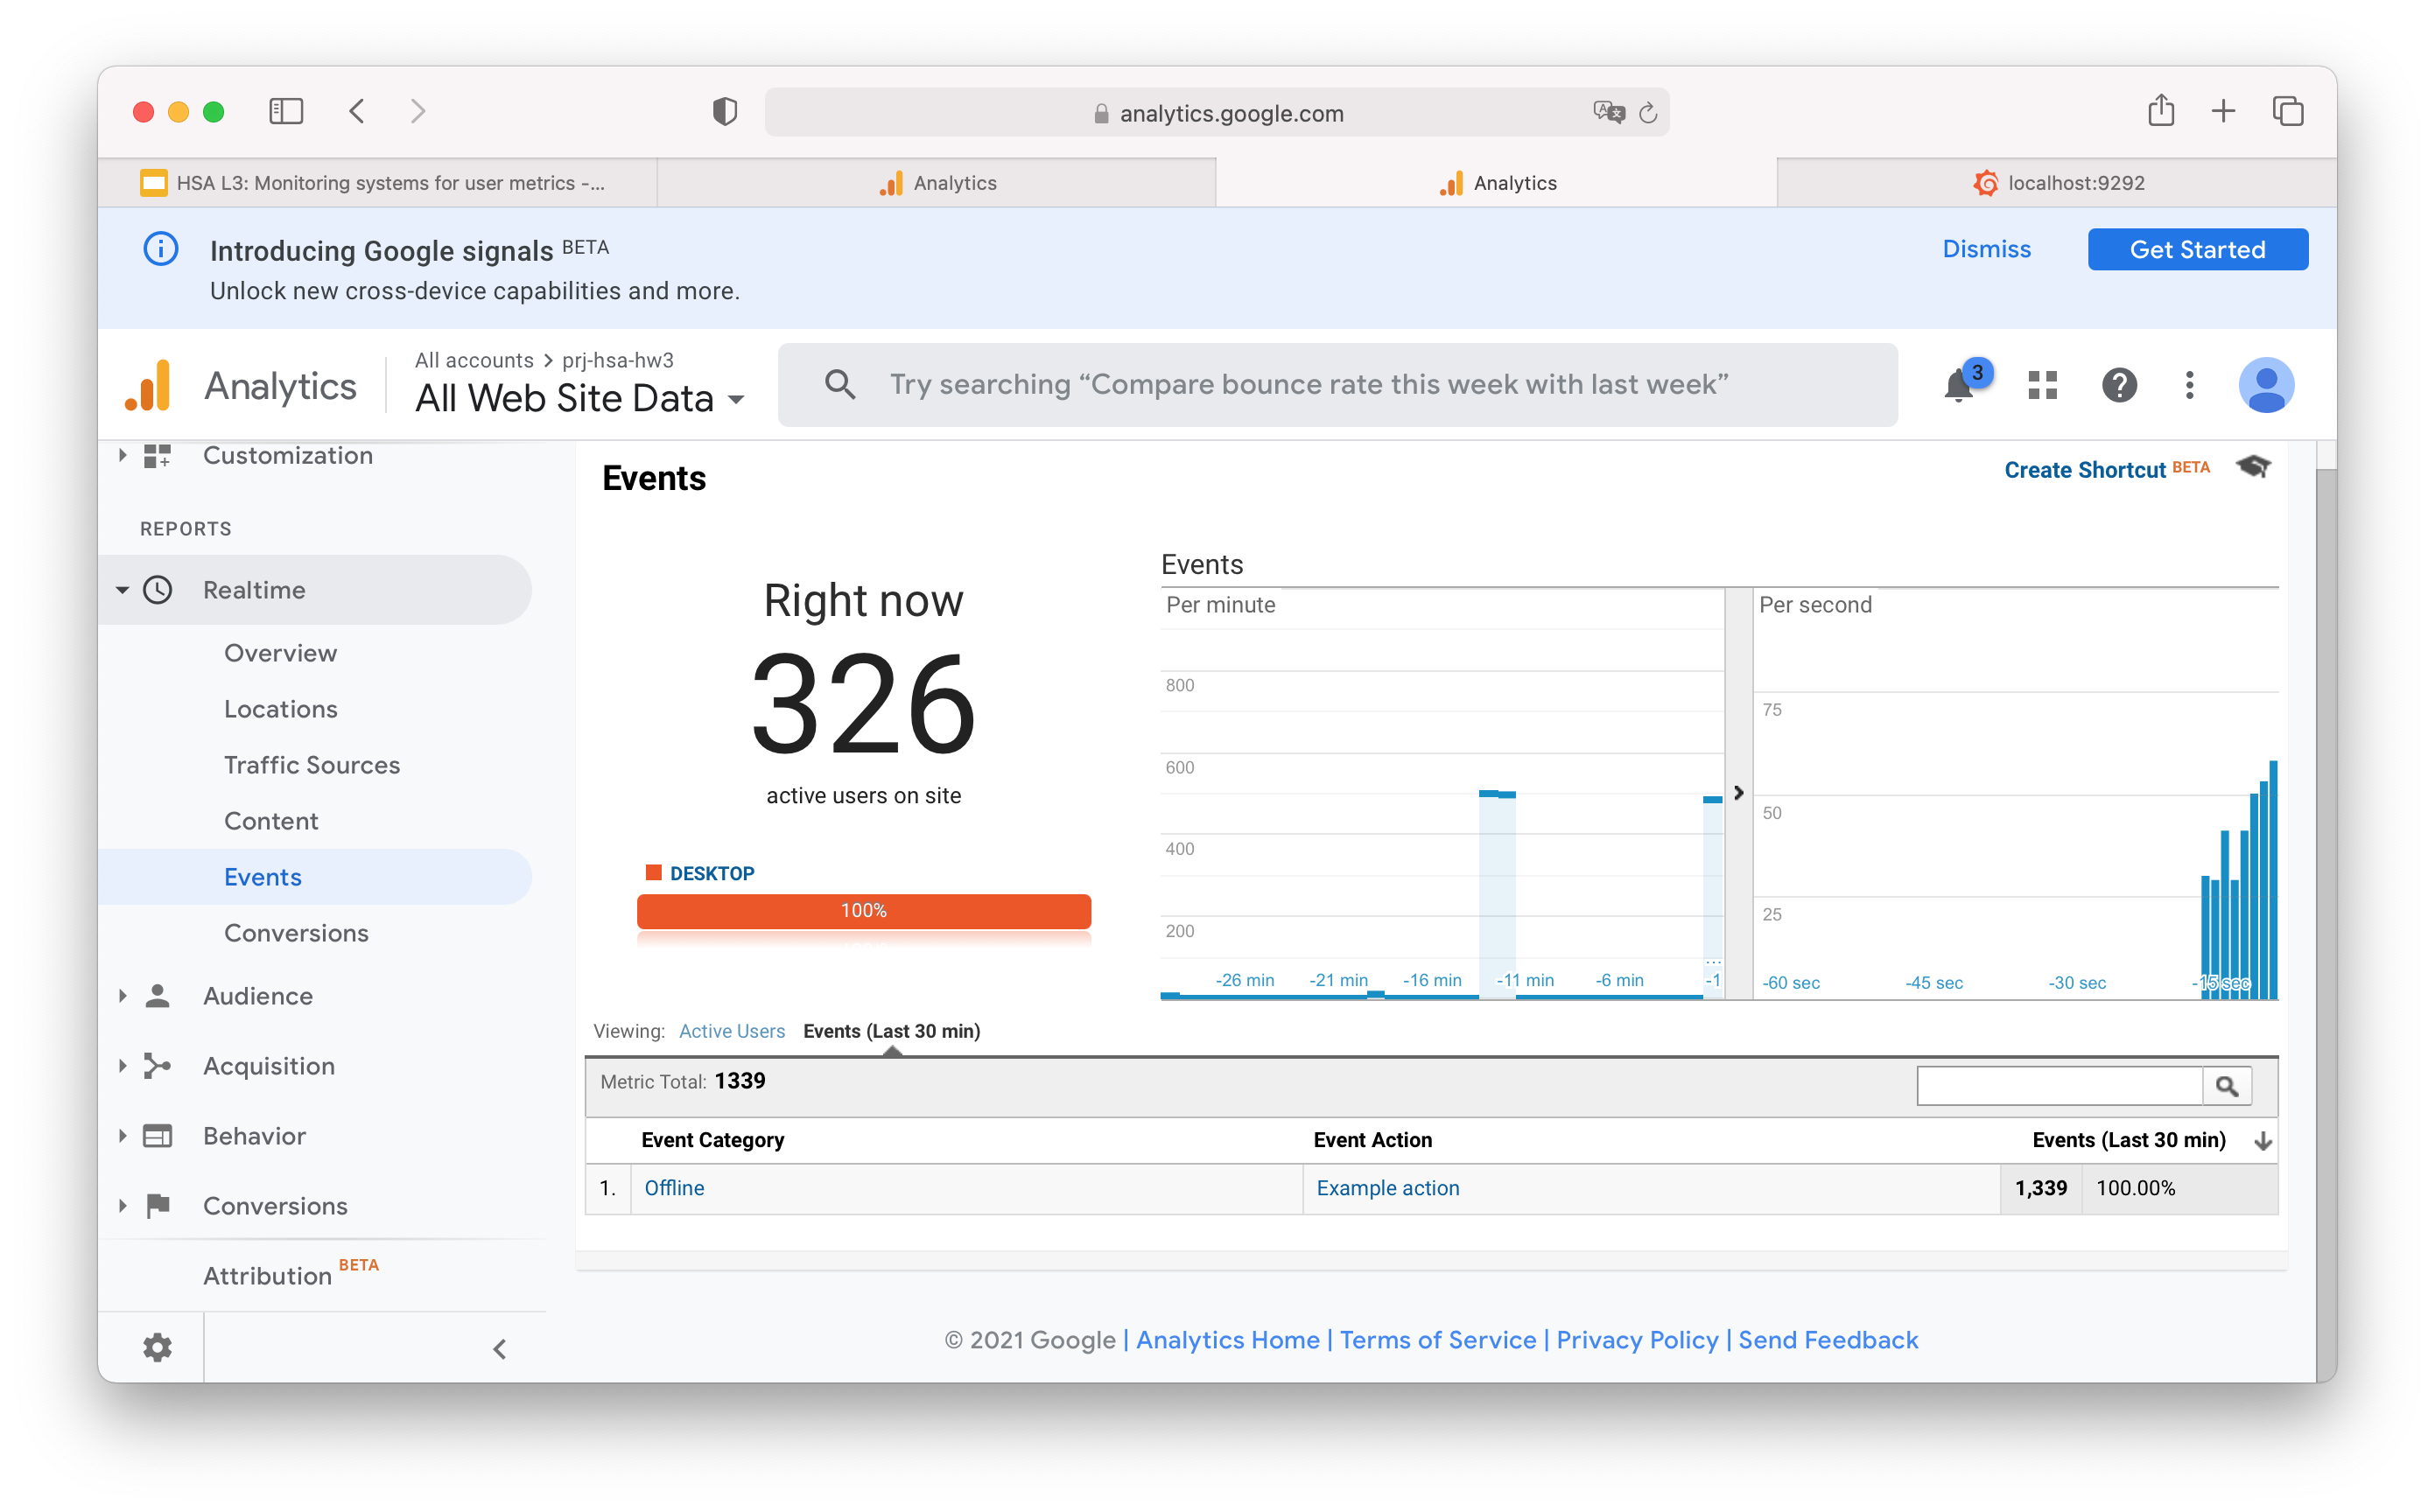 analytics.google.com
HSA L3: Monitoring systems for user metrics -...
Analytics
Analytics
localhost:9292
Introducing Google signals BETA
Unlock new cross-device capabilities and more.
Dismiss
Get Started
Analytics
All accounts > prj-hsa-hw3
All Web Site Data
Try searching “Compare bounce rate this week with last week”
3
Customization
REPORTS
Realtime
Overview
Locations
Traffic Sources
Content
Events
Conversions
Audience
Acquisition
Behavior
Conversions
Attribution BETA
Events
Create Shortcut BETA
Right now
326
active users on site
DESKTOP
100%
Events
Per minute
800
600
400
200
-26 min
-21 min
-16 min
-11 min
-6 min
-1
Per second
75
50
25
-60 sec
-45 sec
-30 sec
-15 sec
Viewing: Active Users Events (Last 30 min)
Metric Total: 1339
Event Category Event Action Events (Last 30 min)
1. Offline Example action 1,339 100.00%
© 2021 Google | Analytics Home | Terms of Service | Privacy Policy | Send Feedback